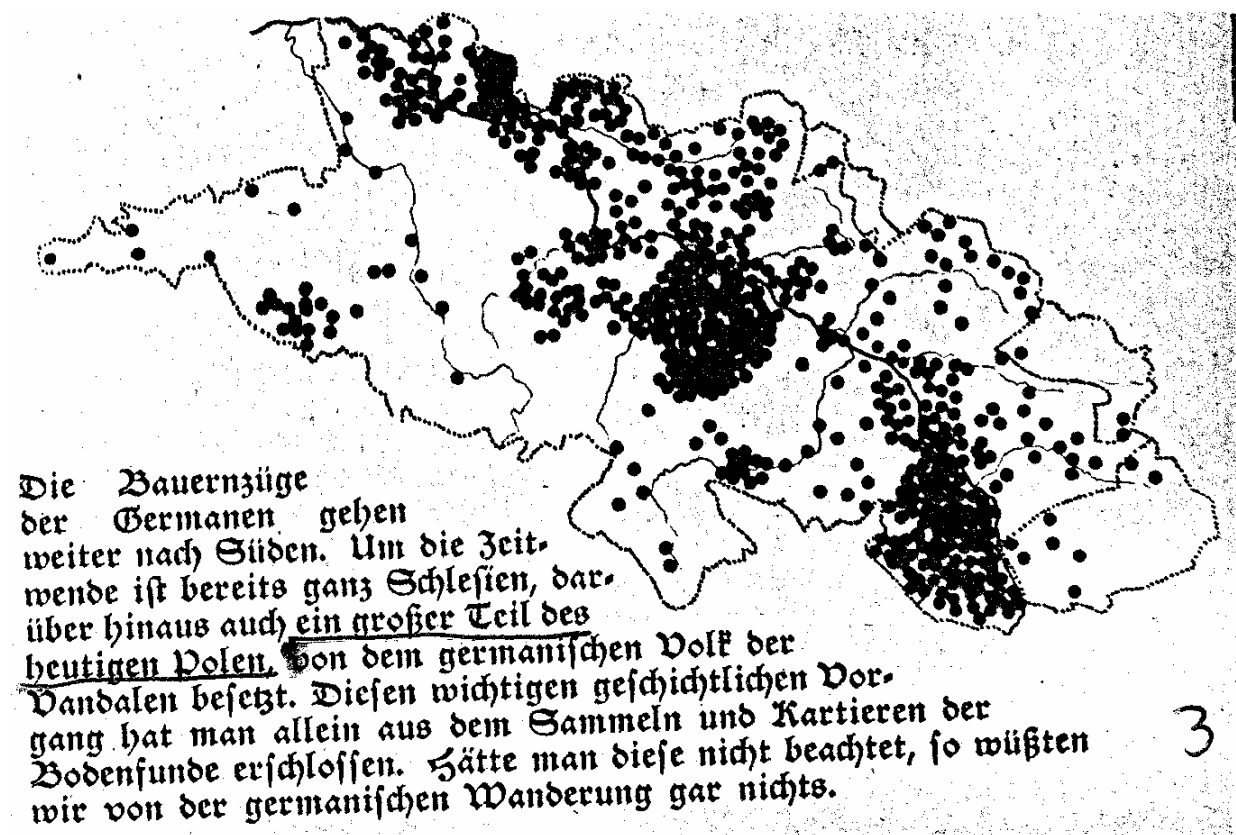 Die Bauernzüge
der Germanen gehen
weiter nach Süden. Um die Zeit-
wende ist bereits ganz Schlesien, dar-
über hinaus auch ein großer Teil des
heutigen Polen, von dem germanischen Volk der
Vandalen besetzt. Diesen wichtigen geschichtlichen Vor-
gang hat man allein aus dem Sammeln und Kartieren der
Bodenfunde erschlossen. Hätte man diese nicht beachtet, so wüßten
wir von der germanischen Wanderung gar nichts.
3